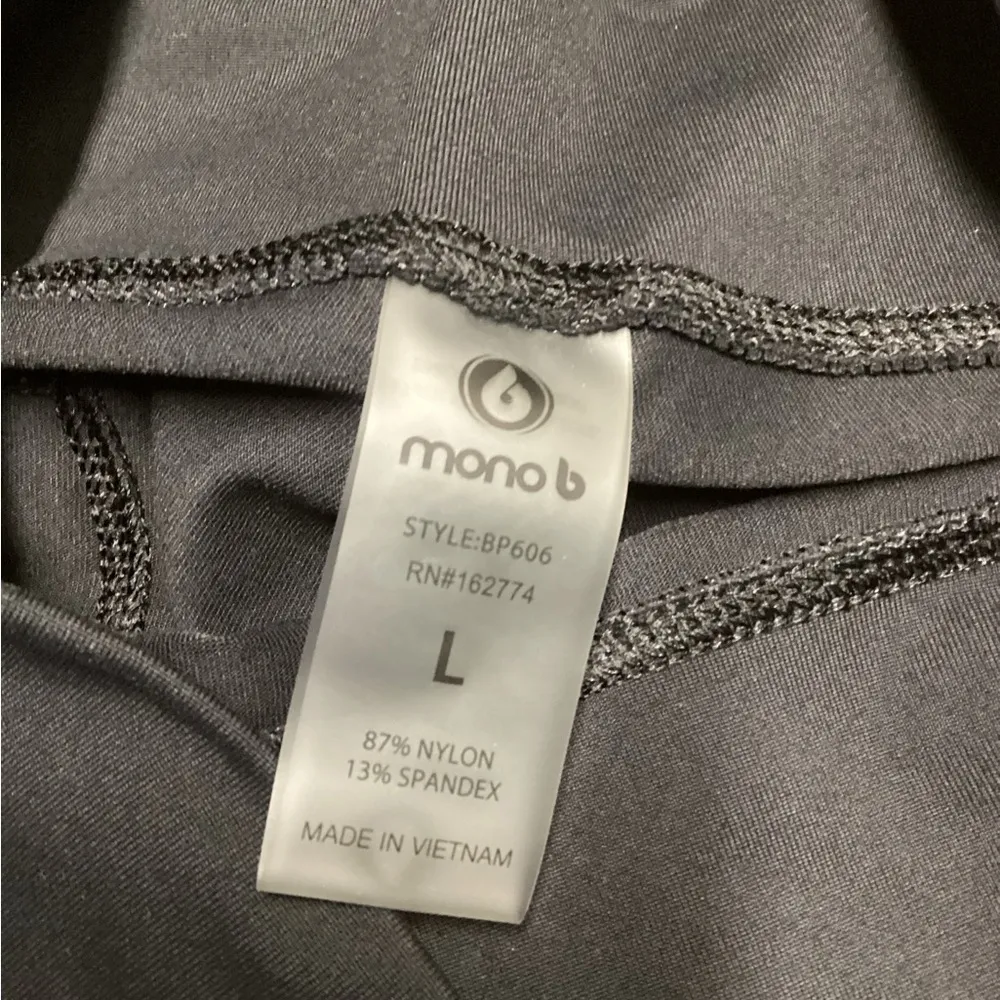 mono b
STYLE:BP606
RN#162774
L
87% NYLON
13% SPANDEX
MADE IN VIETNAM